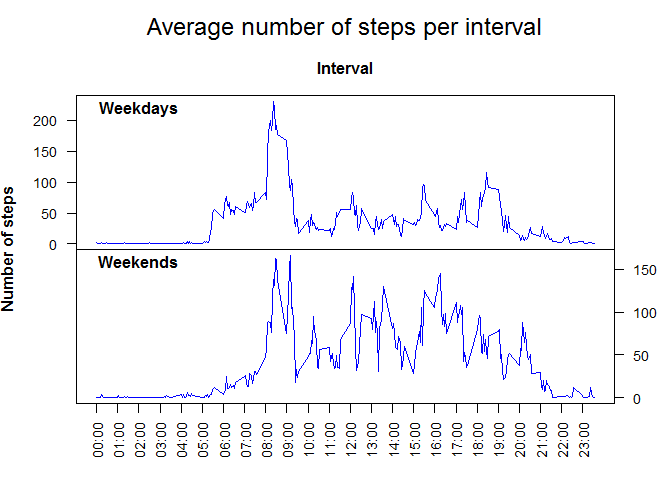 Average number of steps per interval
Interval
Number of steps
Weekdays
200
150
100
50
0
Weekends
150
100
50
0
00:00 01:00 02:00 03:00 04:00 05:00 06:00 07:00 08:00 09:00 10:00 11:00 12:00 13:00 14:00 15:00 16:00 17:00 18:00 19:00 20:00 21:00 22:00 23:00